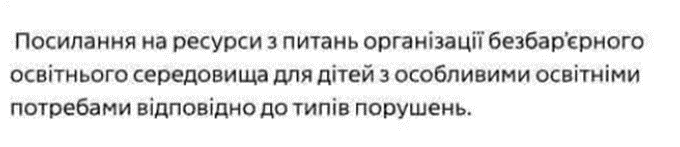 Посилання на ресурси з питань організації безбар'єрного
освітнього середовища для дітей з особливими освітніми
потребами відповідно до типів порушень.